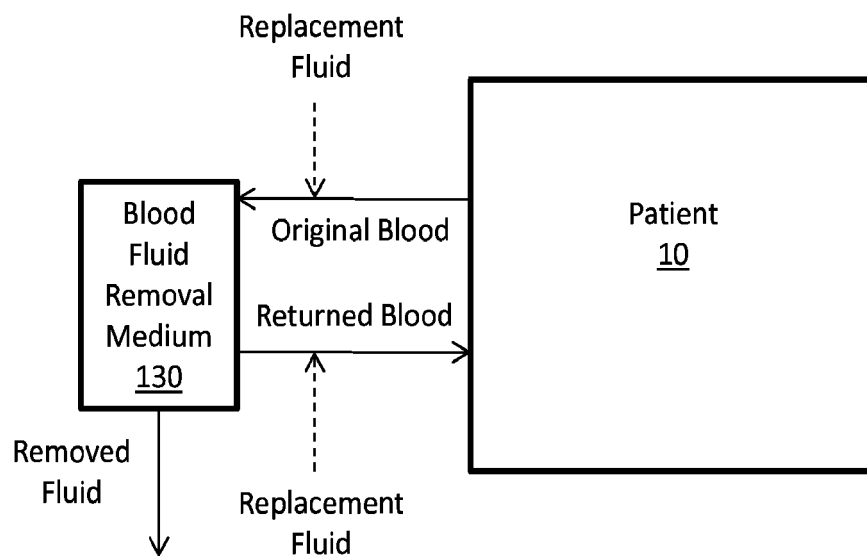 Replacement
Fluid
Blood
Fluid
Removal
Medium
130
Original Blood
Returned Blood
Patient
10
Removed
Fluid
Replacement
Fluid